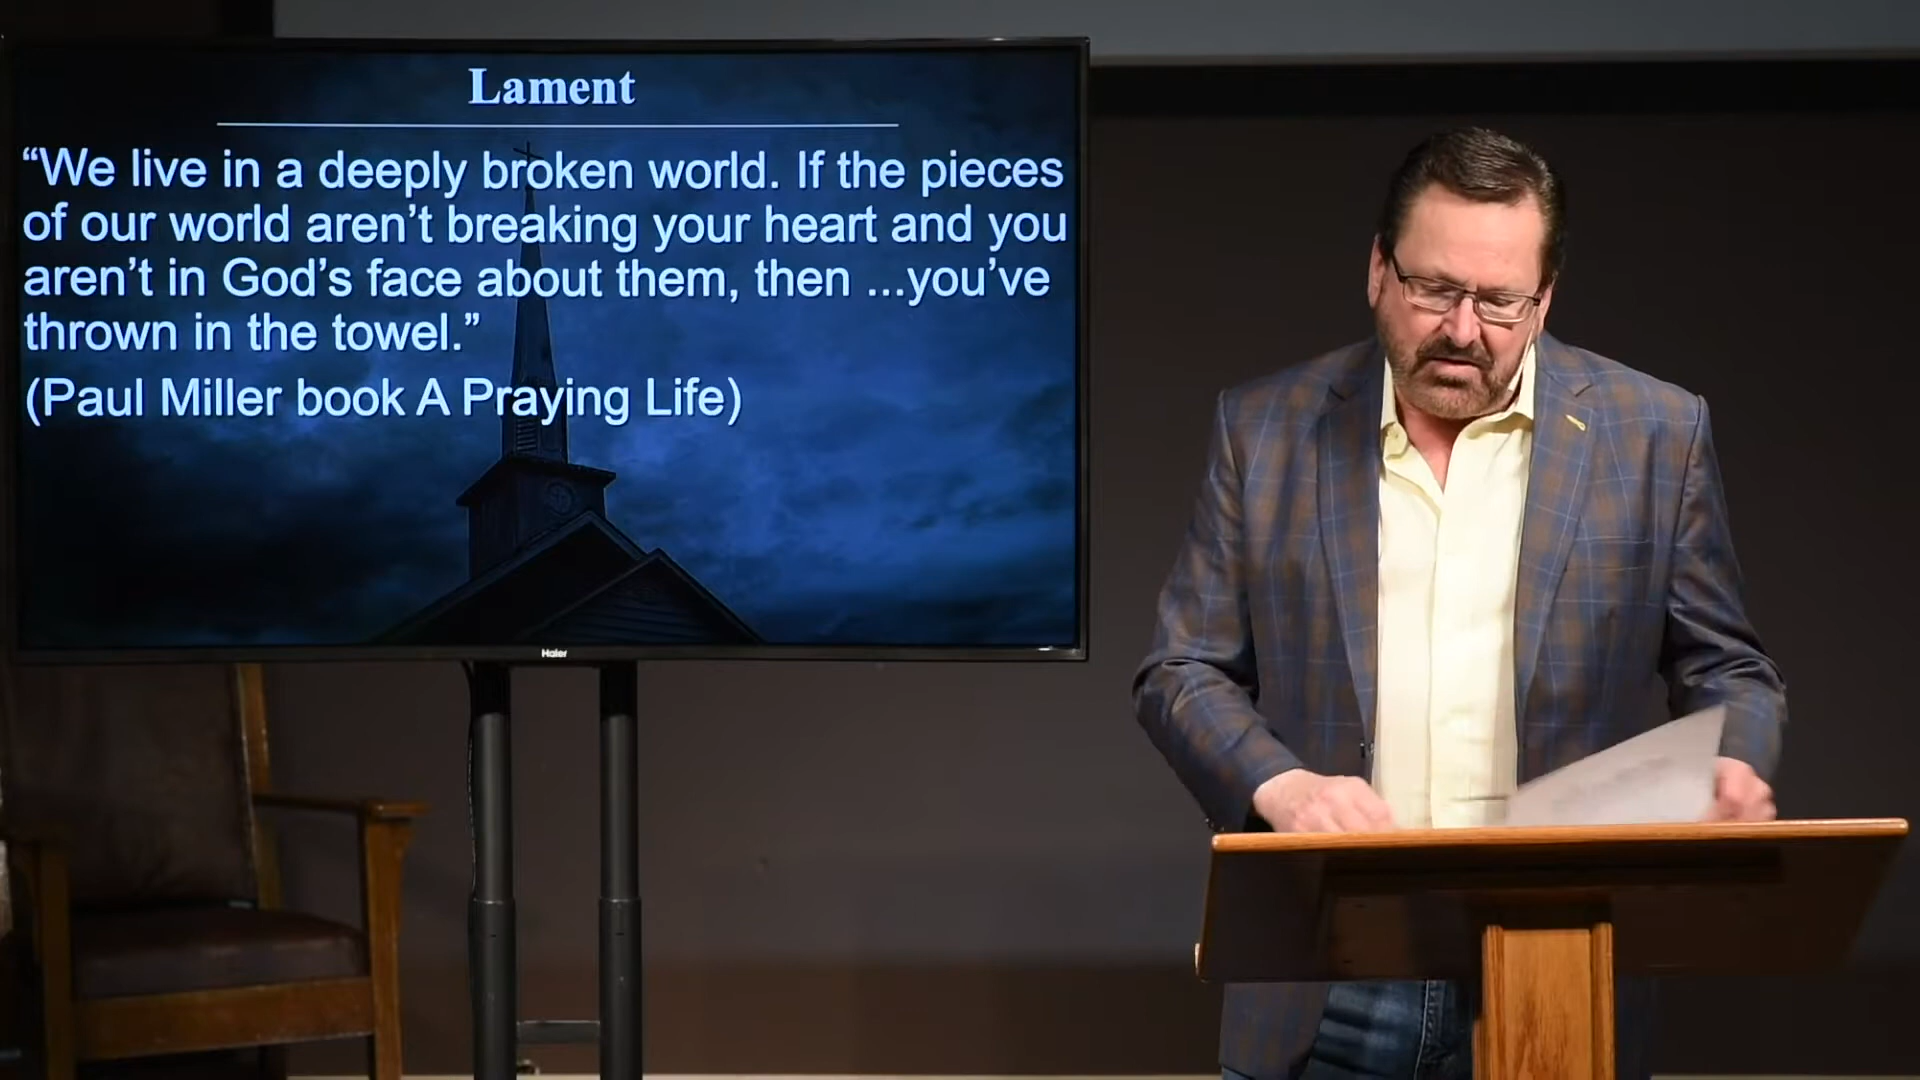 Lament
“We live in a deeply broken world. If the pieces
of our world aren’t breaking your heart and you
aren’t in God’s face about them, then ...you’ve
thrown in the towel.”
(Paul Miller book A Praying Life)
Haier